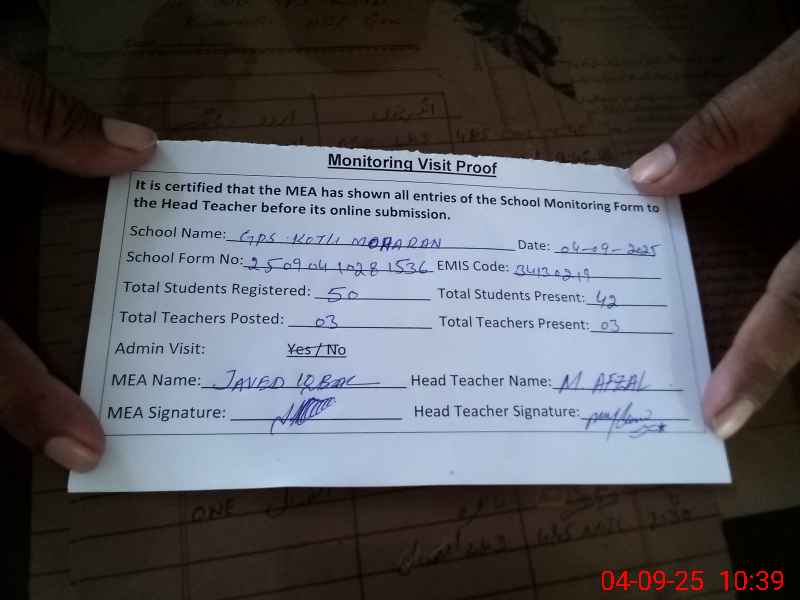 Monitoring Visit Proof
It is certified that the MEA has shown all entries of the School Monitoring Form to
the Head Teacher before its online submission.
School Name: GPS KOTLI MOHARAN Date: 04-09-2025
School Form No: 25090410281536 EMIS Code: 34130219
Total Students Registered: 50 Total Students Present: 42
Total Teachers Posted: 03 Total Teachers Present: 03
Admin Visit: Yes / No
MEA Name: JAVED IQBAL Head Teacher Name: M. AFZAL
MEA Signature: Head Teacher Signature:
ONE
04-09-25 10:39